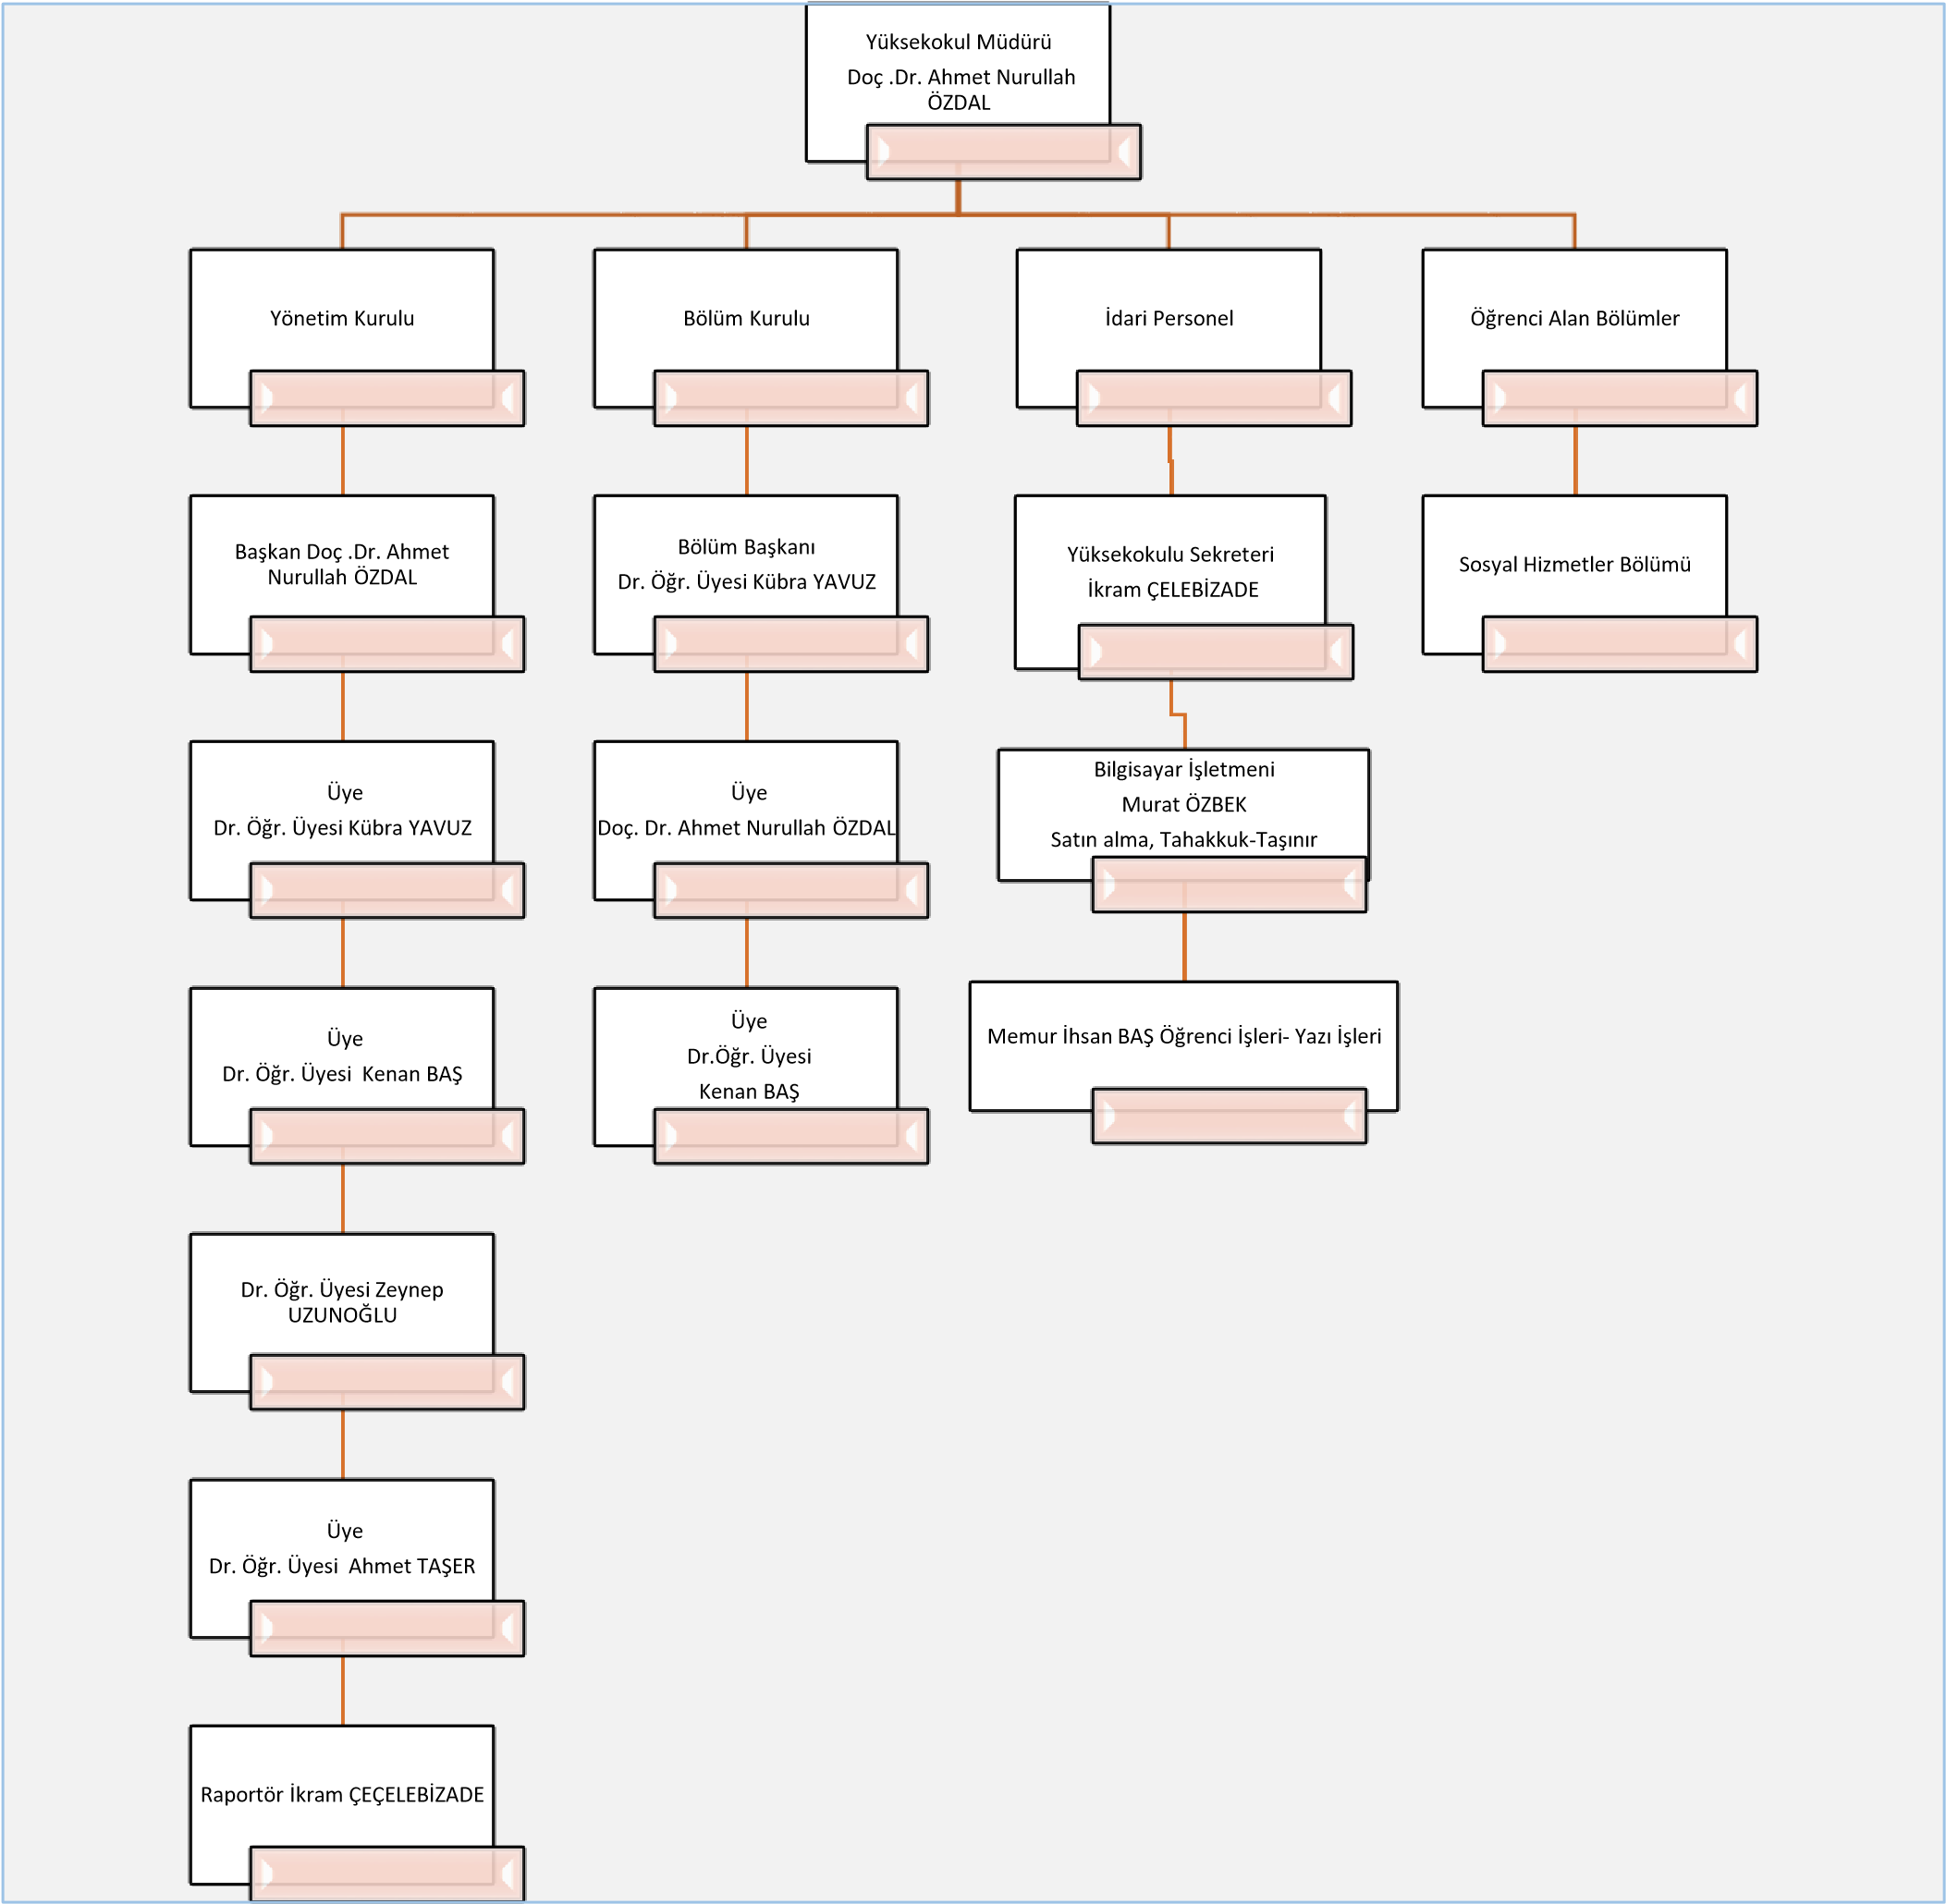 Yüksekokul Müdürü
Doç .Dr. Ahmet Nurullah
ÖZDAL
Yönetim Kurulu
Başkan Doç .Dr. Ahmet
Nurullah ÖZDAL
Üye
Dr. Öğr. Üyesi Kübra YAVUZ
Üye
Dr. Öğr. Üyesi  Kenan BAŞ
Dr. Öğr. Üyesi Zeynep
UZUNOĞLU
Üye
Dr. Öğr. Üyesi  Ahmet TAŞER
Raportör İkram ÇEÇELEBİZADE
Bölüm Kurulu
Bölüm Başkanı
Dr. Öğr. Üyesi Kübra YAVUZ
Üye
Doç. Dr. Ahmet Nurullah ÖZDAL
Üye
Dr.Öğr. Üyesi
Kenan BAŞ
İdari Personel
Yüksekokulu Sekreteri
İkram ÇELEBİZADE
Bilgisayar İşletmeni
Murat ÖZBEK
Satın alma, Tahakkuk-Taşınır
Memur İhsan BAŞ Öğrenci İşleri- Yazı İşleri
Öğrenci Alan Bölümler
Sosyal Hizmetler Bölümü